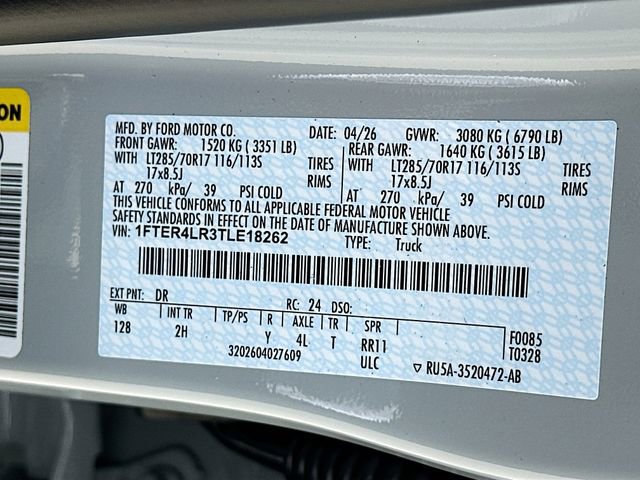 ON
MFD. BY FORD MOTOR CO. DATE: 04/26 GVWR: 3080 KG ( 6790 LB)
FRONT GAWR: 1520 KG ( 3351 LB) REAR GAWR: 1640 KG ( 3615 LB)
WITH LT285/70R17 116/113S TIRES WITH LT285/70R17 116/113S TIRES
17x8.5J RIMS 17x8.5J RIMS
AT 270 kPa/ 39 PSI COLD AT 270 kPa/ 39 PSI COLD
THIS VEHICLE CONFORMS TO ALL APPLICABLE FEDERAL MOTOR VEHICLE
SAFETY STANDARDS IN EFFECT ON THE DATE OF MANUFACTURE SHOWN ABOVE.
VIN: 1FTER4LR3TLE18262 TYPE: Truck
EXT PNT: DR RC: 24 DSO:
WB INT TR TP/PS R AXLE TR SPR F0085
128 2H Y 4L T RR11 T0328
3202604027609 ULC ▽ RU5A-3520472-AB